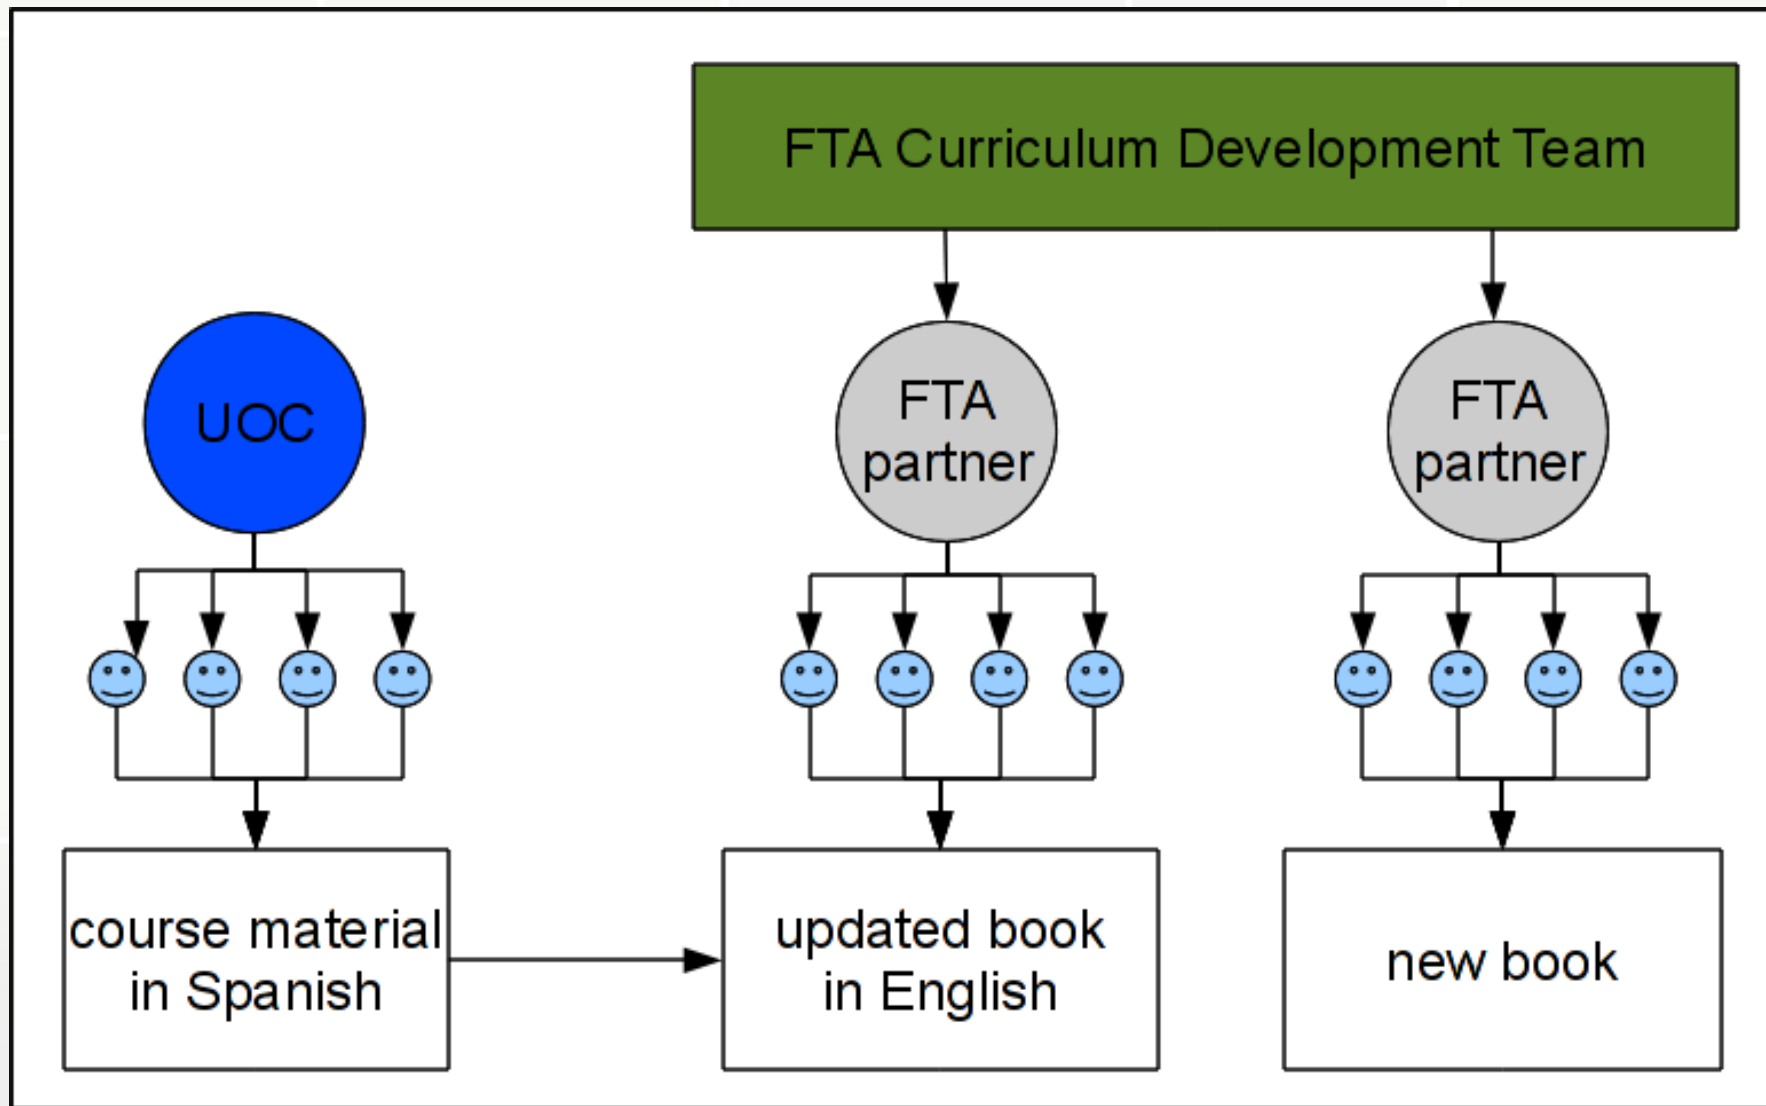 FTA Curriculum Development Team
UOC
FTA
partner
FTA
partner
course material
in Spanish
updated book
in English
new book